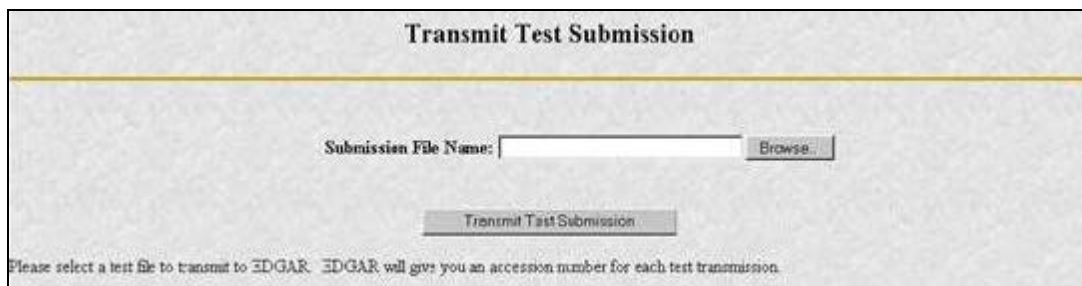 Transmit Test Submission
Submission File Name: Browse...
Transmit Test Submission
Please select a test file to transmit to EDGAR. EDGAR will give you an accession number for each test transmission.